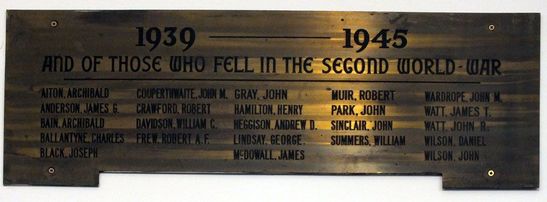 1939 — 1945
AND OF THOSE WHO FELL IN THE SECOND WORLD-WAR
AITON, ARCHIBALD
ANDERSON, JAMES G.
BAIN, ARCHIBALD
BALLANTYNE, CHARLES
BLACK, JOSEPH
COUPERTHWAITE, JOHN M.
CRAWFORD, ROBERT
DAVIDSON, WILLIAM C.
FREW, ROBERT A.F.
GRAY, JOHN
HAMILTON, HENRY
HEGGISON, ANDREW D.
LINDSAY, GEORGE.
McDOWALL, JAMES
MUIR, ROBERT
PARK, JOHN
SINCLAIR, JOHN
SUMMERS, WILLIAM
WARDROPE, JOHN M.
WATT, JAMES T.
WATT, JOHN R.
WILSON, DANIEL
WILSON, JOHN